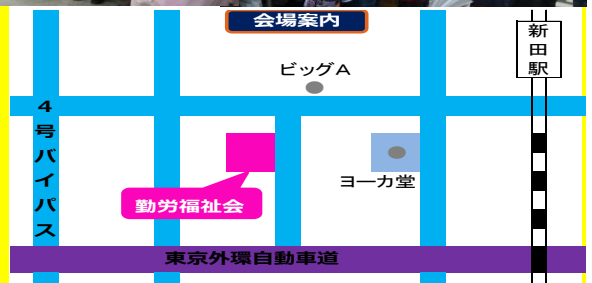 会場案内
新田駅
ビッグA
4号バイパス
ヨーカ堂
勤労福祉会
東京外環自動車道